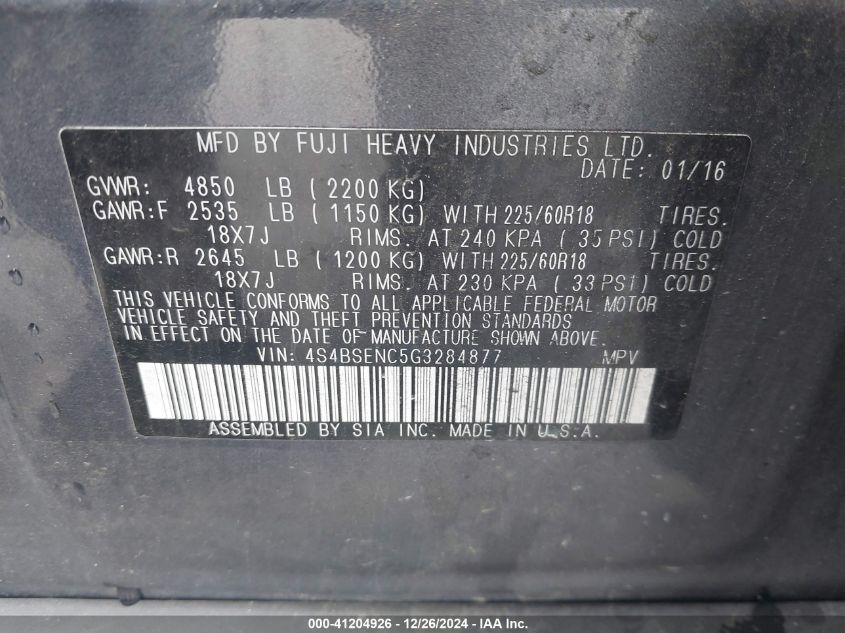 MFD BY FUJI HEAVY INDUSTRIES LTD.
DATE: 01/16
GVWR: 4850 LB ( 2200 KG)
GAWR:F 2535 LB ( 1150 KG) WITH 225/60R18 TIRES.
18X7J RIMS. AT 240 KPA ( 35 PSI) COLD
GAWR:R 2645 LB ( 1200 KG) WITH 225/60R18 TIRES.
18X7J RIMS. AT 230 KPA ( 33 PSI) COLD
THIS VEHICLE CONFORMS TO ALL APPLICABLE FEDERAL MOTOR
VEHICLE SAFETY AND THEFT PREVENTION STANDARDS
IN EFFECT ON THE DATE OF MANUFACTURE SHOWN ABOVE.
VIN: 4S4BSENC5G3284877 MPV
ASSEMBLED BY SIA INC. MADE IN U.S.A.
000-41204926 - 12/26/2024 - IAA Inc.